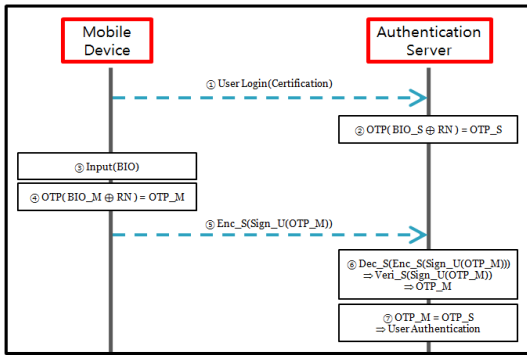 Mobile
Device
Authentication
Server
① User Login(Certification)
② OTP( BIO_S ⊕ RN ) = OTP_S
③ Input(BIO)
④ OTP(BIO_M ⊕ RN ) = OTP_M
⑤ Enc_S(Sign_U(OTP_M))
⑥ Dec_S(Enc_S(Sign_U(OTP_M)))
⇒ Veri_S(Sign_U(OTP_M))
⇒ OTP_M
⑦ OTP_M = OTP_S
⇒ User Authentication